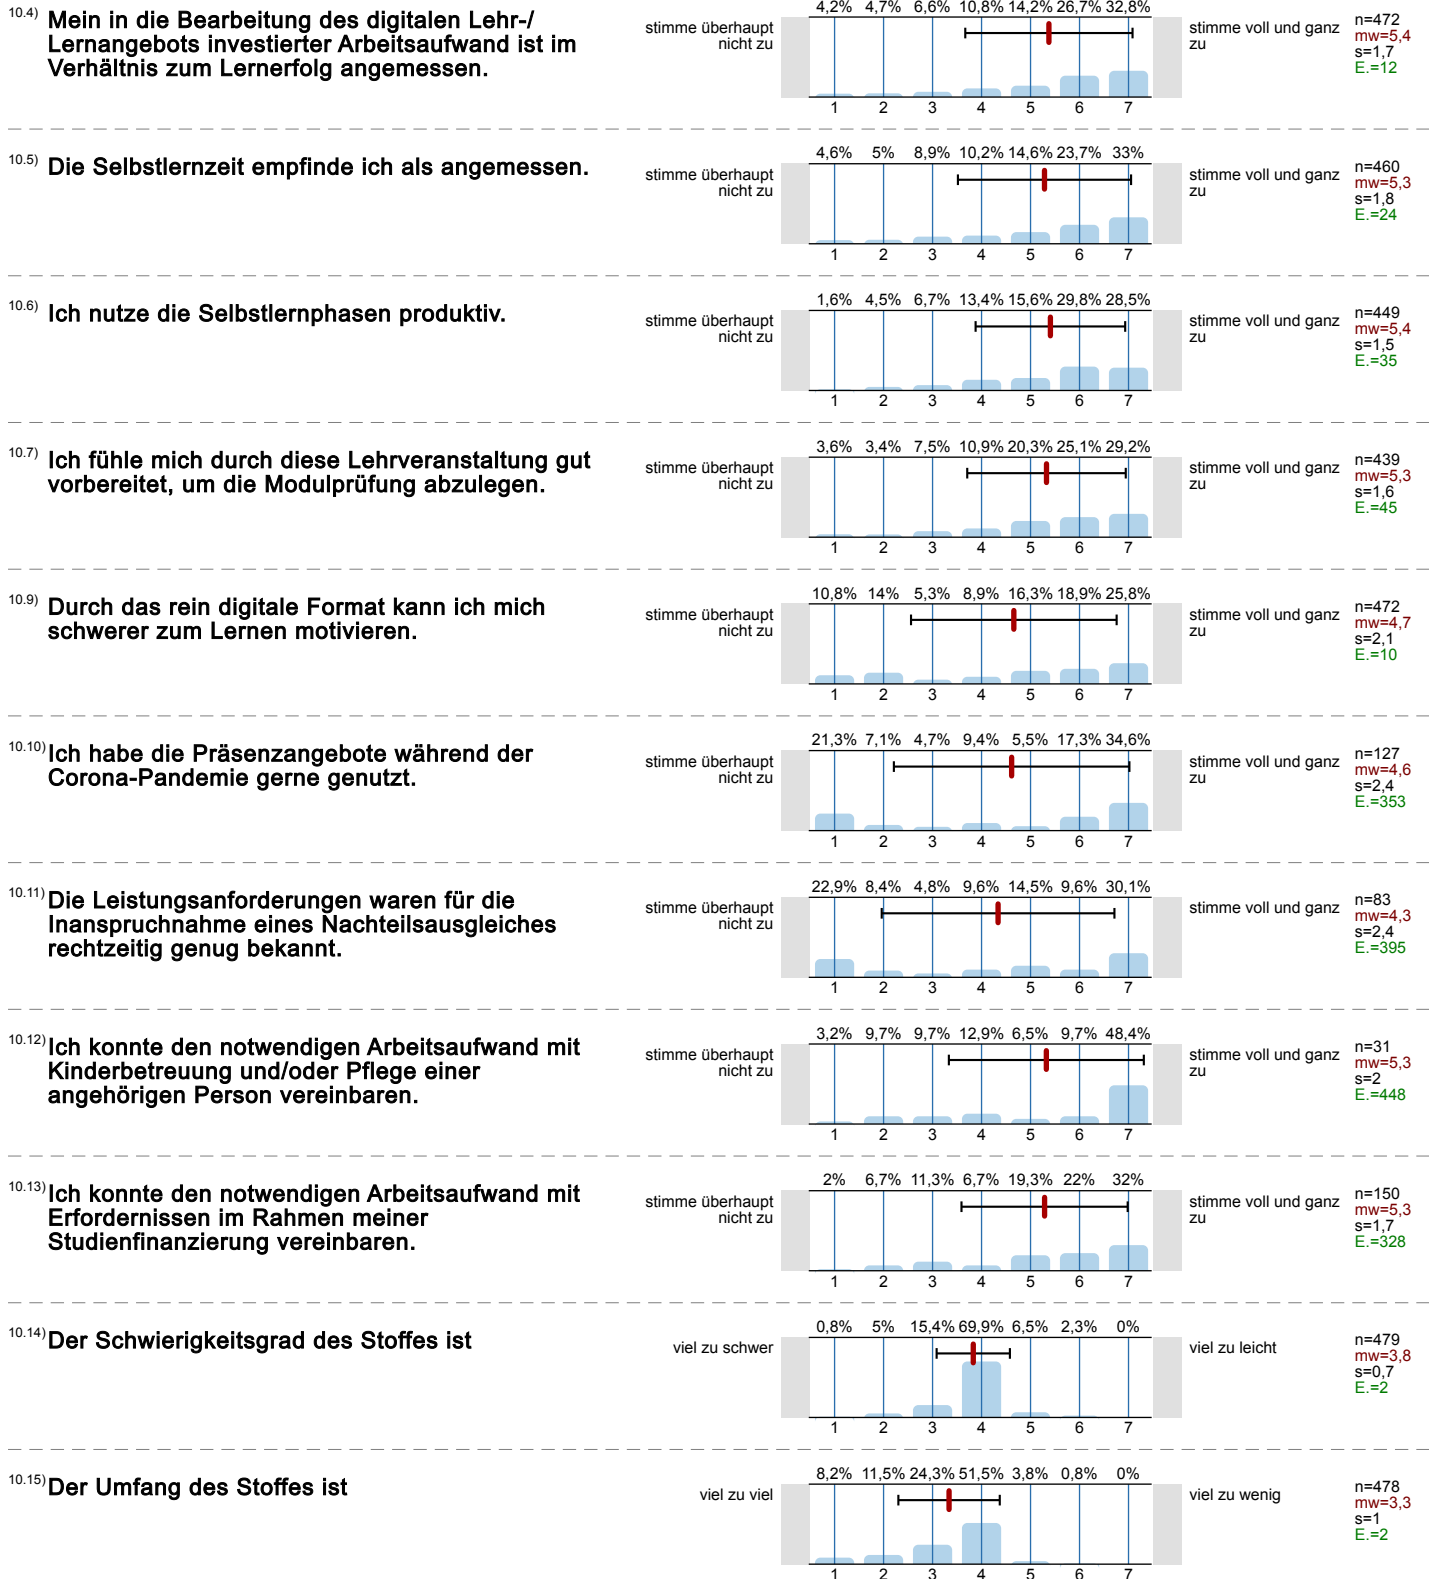 10.4) Mein in die Bearbeitung des digitalen Lehr-/
Lernangebots investierter Arbeitsaufwand ist im
Verhältnis zum Lernerfolg angemessen.
stimme überhaupt
nicht zu
4,2% 4,7% 6,6% 10,8% 14,2% 26,7% 32,8%
1 2 3 4 5 6 7
stimme voll und ganz
zu
n=472
mw=5,4
s=1,7
E.=12
10.5) Die Selbstlernzeit empfinde ich als angemessen.
stimme überhaupt
nicht zu
4,6% 5% 8,9% 10,2% 14,6% 23,7% 33%
1 2 3 4 5 6 7
stimme voll und ganz
zu
n=460
mw=5,3
s=1,8
E.=24
10.6) Ich nutze die Selbstlernphasen produktiv.
stimme überhaupt
nicht zu
1,6% 4,5% 6,7% 13,4% 15,6% 29,8% 28,5%
1 2 3 4 5 6 7
stimme voll und ganz
zu
n=449
mw=5,4
s=1,5
E.=35
10.7) Ich fühle mich durch diese Lehrveranstaltung gut
vorbereitet, um die Modulprüfung abzulegen.
stimme überhaupt
nicht zu
3,6% 3,4% 7,5% 10,9% 20,3% 25,1% 29,2%
1 2 3 4 5 6 7
stimme voll und ganz
zu
n=439
mw=5,3
s=1,6
E.=45
10.9) Durch das rein digitale Format kann ich mich
schwerer zum Lernen motivieren.
stimme überhaupt
nicht zu
10,8% 14% 5,3% 8,9% 16,3% 18,9% 25,8%
1 2 3 4 5 6 7
stimme voll und ganz
zu
n=472
mw=4,7
s=2,1
E.=10
10.10) Ich habe die Präsenzangebote während der
Corona-Pandemie gerne genutzt.
stimme überhaupt
nicht zu
21,3% 7,1% 4,7% 9,4% 5,5% 17,3% 34,6%
1 2 3 4 5 6 7
stimme voll und ganz
zu
n=127
mw=4,6
s=2,4
E.=353
10.11) Die Leistungsanforderungen waren für die
Inanspruchnahme eines Nachteilsausgleiches
rechtzeitig genug bekannt.
stimme überhaupt
nicht zu
22,9% 8,4% 4,8% 9,6% 14,5% 9,6% 30,1%
1 2 3 4 5 6 7
stimme voll und ganz
n=83
mw=4,3
s=2,4
E.=395
10.12) Ich konnte den notwendigen Arbeitsaufwand mit
Kinderbetreuung und/oder Pflege einer
angehörigen Person vereinbaren.
stimme überhaupt
nicht zu
3,2% 9,7% 9,7% 12,9% 6,5% 9,7% 48,4%
1 2 3 4 5 6 7
stimme voll und ganz
zu
n=31
mw=5,3
s=2
E.=448
10.13) Ich konnte den notwendigen Arbeitsaufwand mit
Erfordernissen im Rahmen meiner
Studienfinanzierung vereinbaren.
stimme überhaupt
nicht zu
2% 6,7% 11,3% 6,7% 19,3% 22% 32%
1 2 3 4 5 6 7
stimme voll und ganz
zu
n=150
mw=5,3
s=1,7
E.=328
10.14) Der Schwierigkeitsgrad des Stoffes ist
viel zu schwer
0,8% 5% 15,4% 69,9% 6,5% 2,3% 0%
1 2 3 4 5 6 7
viel zu leicht
n=479
mw=3,8
s=0,7
E.=2
10.15) Der Umfang des Stoffes ist
viel zu viel
8,2% 11,5% 24,3% 51,5% 3,8% 0,8% 0%
1 2 3 4 5 6 7
viel zu wenig
n=478
mw=3,3
s=1
E.=2